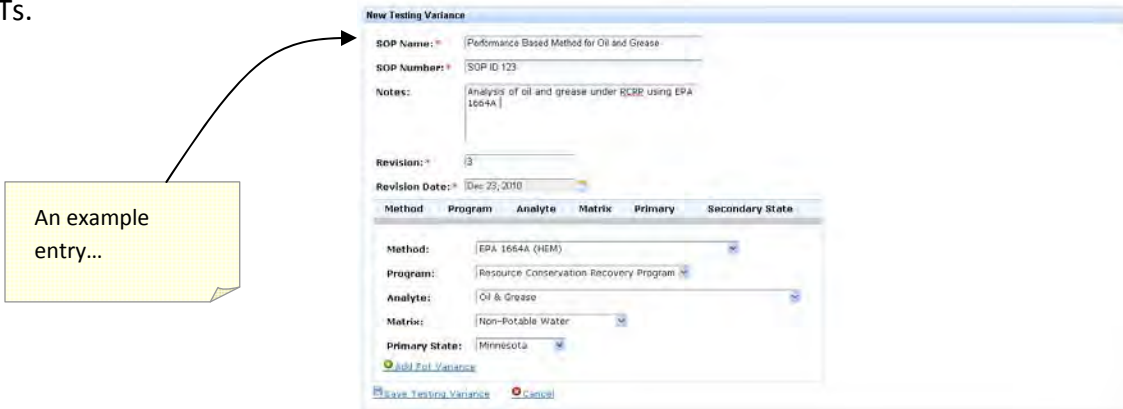 Ts.
New Testing Variance
SOP Name: * Performance Based Method for Oil and Grease
SOP Number: * SOP ID 123
Notes: Analysis of oil and grease under RCRP using EPA
1664A
Revision: * 3
Revision Date: * Dec 23, 2010
An example
entry...
Method Program Analyte Matrix Primary Secondary State
Method: EPA 1664A (HEM)
Program: Resource Conservation Recovery Program
Analyte: Oil & Grease
Matrix: Non-Potable Water
Primary State: Minnesota
Add Fot Variance
Save Testing Variance Cancel